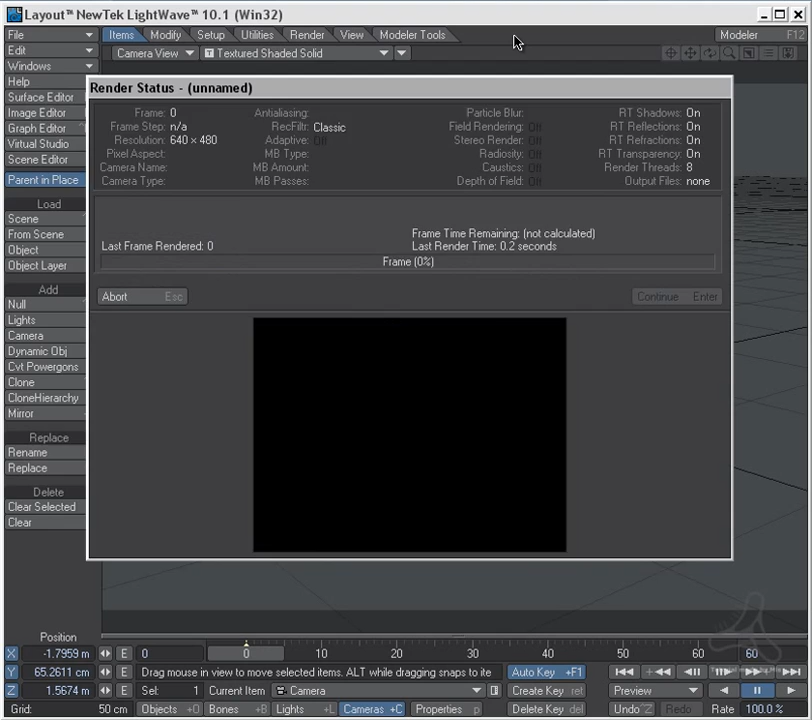 Layout™ NewTek LightWave™ 10.1 (Win32)
File Items Modify Setup Utilities Render View Modeler Tools Modeler F12
Edit Camera View Textured Shaded Solid
Windows
Help
Surface Editor
Image Editor
Graph Editor
Virtual Studio
Scene Editor
Parent in Place
Load
Scene
From Scene
Object
Object Layer
Add
Null
Lights
Camera
Dynamic Obj
Cvt Powergons
Clone
CloneHierarchy
Mirror
Replace
Rename
Replace
Delete
Clear Selected
Clear
Render Status - (unnamed)
Frame: 0 Antialiasing: Particle Blur: RT Shadows: On
Frame Step: n/a RecFiltr: Classic Field Rendering: Off RT Reflections: On
Resolution: 640 × 480 Adaptive: Off Stereo Render: Off RT Refractions: On
Pixel Aspect: MB Type: Radiosity: Off RT Transparency: On
Camera Name: MB Amount: Caustics: Off Render Threads: 8
Camera Type: MB Passes: Depth of Field: Off Output Files: none
Frame Time Remaining: (not calculated)
Last Frame Rendered: 0 Last Render Time: 0.2 seconds
Frame (0%)
Abort Esc Continue Enter
Position
X -1.7959 m E 0 0 10 20 30 40 50 60 60
Y 65.2611 cm E Drag mouse in view to move selected items. ALT while dragging snaps to ite Auto Key +F1
Z 1.5674 m E Sel: 1 Current Item Camera Create Key ret Preview
Grid: 50 cm Objects +O Bones +B Lights +L Cameras +C Properties p Delete Key Undo ^Z Redo Rate 100.0 %